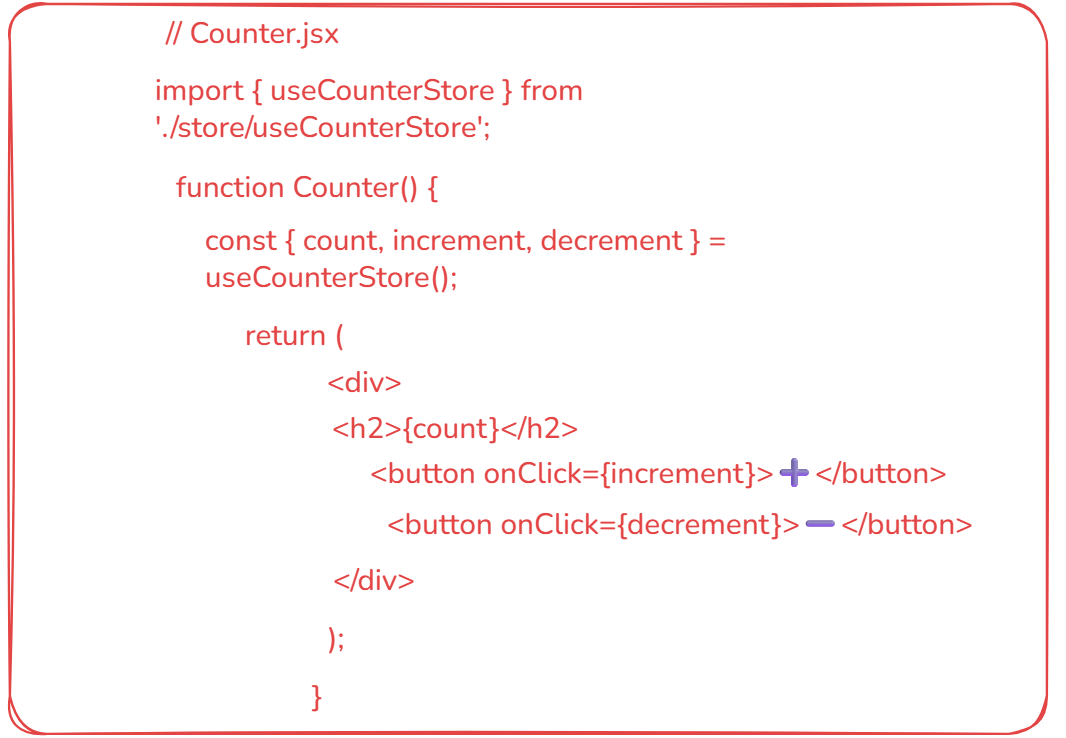 // Counter.jsx
import { useCounterStore } from
'./store/useCounterStore';
function Counter() {
const { count, increment, decrement } =
useCounterStore();
return (
<div>
<h2>{count}</h2>
<button onClick={increment}>➕</button>
<button onClick={decrement}>➖</button>
</div>
);
}